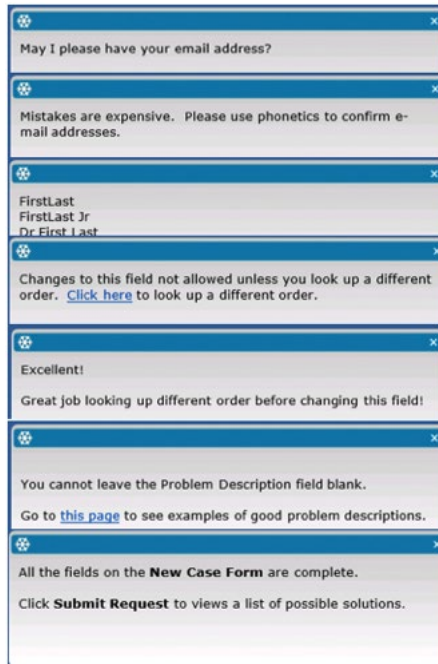 May I please have your email address?
Mistakes are expensive. Please use phonetics to confirm e-
mail addresses.
FirstLast
FirstLast Jr
Dr First Last
Changes to this field not allowed unless you look up a different
order. Click here to look up a different order.
Excellent!
Great job looking up different order before changing this field!
You cannot leave the Problem Description field blank.
Go to this page to see examples of good problem descriptions.
All the fields on the New Case Form are complete.
Click Submit Request to views a list of possible solutions.